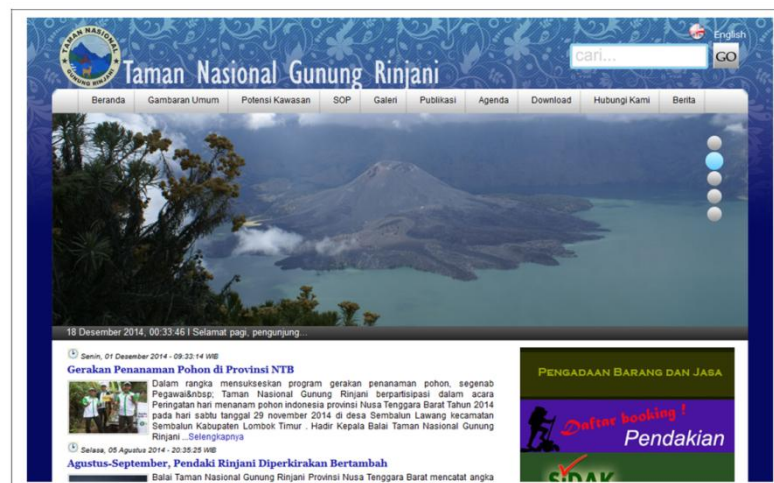 English
TAMAN NASIONAL
GUNUNG RINJANI
Taman Nasional Gunung Rinjani
cari...
GO
Beranda Gambaran Umum Potensi Kawasan SOP Galeri Publikasi Agenda Download Hubungi Kami Berita
18 Desember 2014, 00:33:46 I Selamat pagi, pengunjung...
Senin, 01 Desember 2014 - 09:33:14 WIB
Gerakan Penanaman Pohon di Provinsi NTB
Dalam rangka mensukseskan program gerakan penanaman pohon, segenab
Pegawai&nbsp; Taman Nasional Gunung Rinjani berpartisipasi dalam acara
Peringatan hari menanam pohon indonesia provinsi Nusa Tenggara Barat Tahun 2014
pada hari sabtu tanggal 29 november 2014 di desa Sembalun Lawang kecamatan
Sembalun Kabupaten Lombok Timur . Hadir Kepala Balai Taman Nasional Gunung
Rinjani ...Selengkapnya
Selasa, 05 Agustus 2014 - 20:35:25 WIB
Agustus-September, Pendaki Rinjani Diperkirakan Bertambah
Balai Taman Nasional Gunung Rinjani Provinsi Nusa Tenggara Barat mencatat angka
PENGADAAN BARANG DAN JASA
Daftar booking !
Pendakian
SiDAK